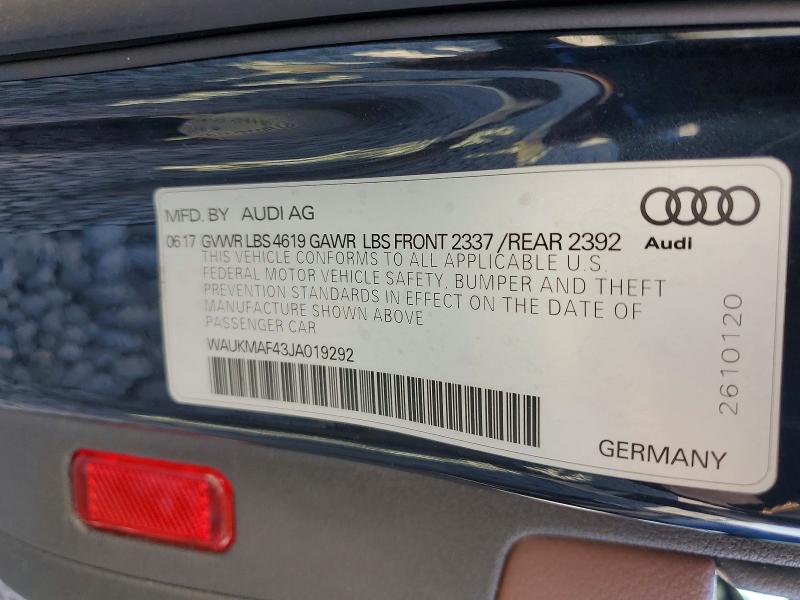 MFD. BY AUDI AG
06 17 GVWR LBS 4619 GAWR LBS FRONT 2337 /REAR 2392
THIS VEHICLE CONFORMS TO ALL APPLICABLE U.S.
FEDERAL MOTOR VEHICLE SAFETY, BUMPER AND THEFT
PREVENTION STANDARDS IN EFFECT ON THE DATE OF
MANUFACTURE SHOWN ABOVE
PASSENGER CAR
WAUKMAF43JA019292
Audi
2610120
GERMANY